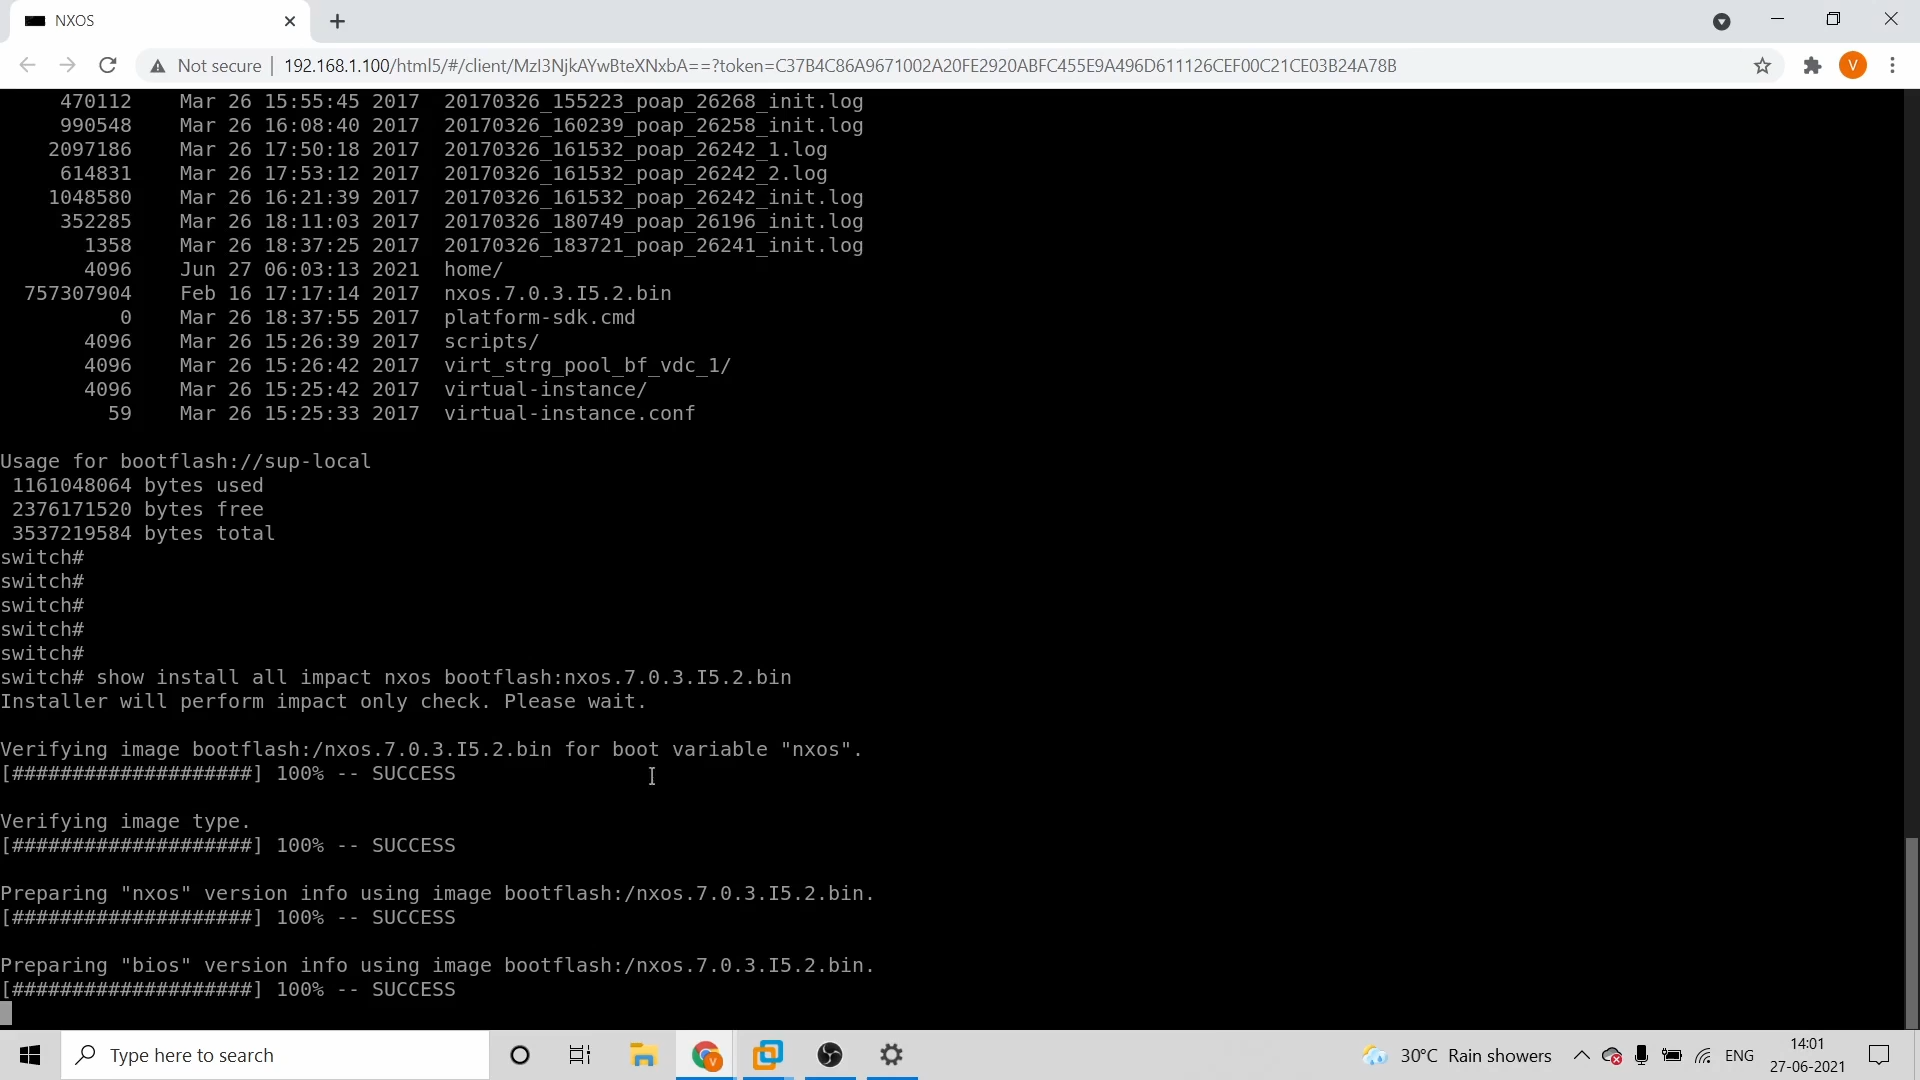 NXOS
Not secure
192.168.1.100/html5/#/client/MzI3NjkAYwBteXNxbA==?token=C37B4C86A9671002A20FE2920ABFC455E9A496D611126CEF00C21CE03B24A78B
V
470112    Mar 26 15:55:45 2017  20170326_155223_poap_26268_init.log
990548    Mar 26 16:08:40 2017  20170326_160239_poap_26258_init.log
2097186    Mar 26 17:50:18 2017  20170326_161532_poap_26242_1.log
614831    Mar 26 17:53:12 2017  20170326_161532_poap_26242_2.log
1048580    Mar 26 16:21:39 2017  20170326_161532_poap_26242_init.log
352285    Mar 26 18:11:03 2017  20170326_180749_poap_26196_init.log
1358    Mar 26 18:37:25 2017  20170326_183721_poap_26241_init.log
4096    Jun 27 06:03:13 2021  home/
757307904    Feb 16 17:17:14 2017  nxos.7.0.3.I5.2.bin
0    Mar 26 18:37:55 2017  platform-sdk.cmd
4096    Mar 26 15:26:39 2017  scripts/
4096    Mar 26 15:26:42 2017  virt_strg_pool_bf_vdc_1/
4096    Mar 26 15:25:42 2017  virtual-instance/
59    Mar 26 15:25:33 2017  virtual-instance.conf
Usage for bootflash://sup-local
1161048064 bytes used
2376171520 bytes free
3537219584 bytes total
switch#
switch#
switch#
switch#
switch#
switch# show install all impact nxos bootflash:nxos.7.0.3.I5.2.bin
Installer will perform impact only check. Please wait.
Verifying image bootflash:/nxos.7.0.3.I5.2.bin for boot variable "nxos".
[####################] 100% -- SUCCESS
Verifying image type.
[####################] 100% -- SUCCESS
Preparing "nxos" version info using image bootflash:/nxos.7.0.3.I5.2.bin.
[####################] 100% -- SUCCESS
Preparing "bios" version info using image bootflash:/nxos.7.0.3.I5.2.bin.
[####################] 100% -- SUCCESS
Type here to search
V
30°C Rain showers
ENG
14:01
27-06-2021